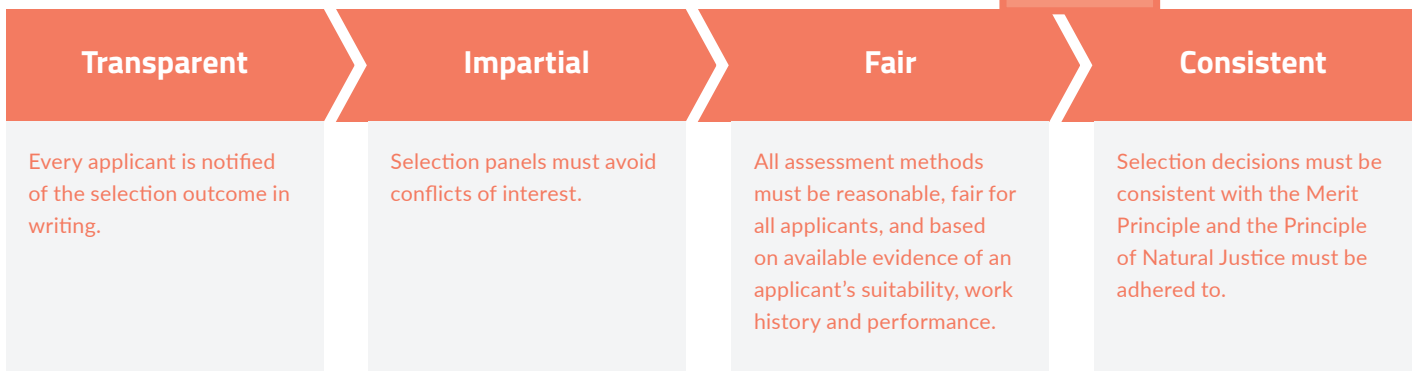 Transparent
Every applicant is notified
of the selection outcome in
writing.
Impartial
Selection panels must avoid
conflicts of interest.
Fair
All assessment methods
must be reasonable, fair for
all applicants, and based
on available evidence of an
applicant’s suitability, work
history and performance.
Consistent
Selection decisions must be
consistent with the Merit
Principle and the Principle
of Natural Justice must be
adhered to.